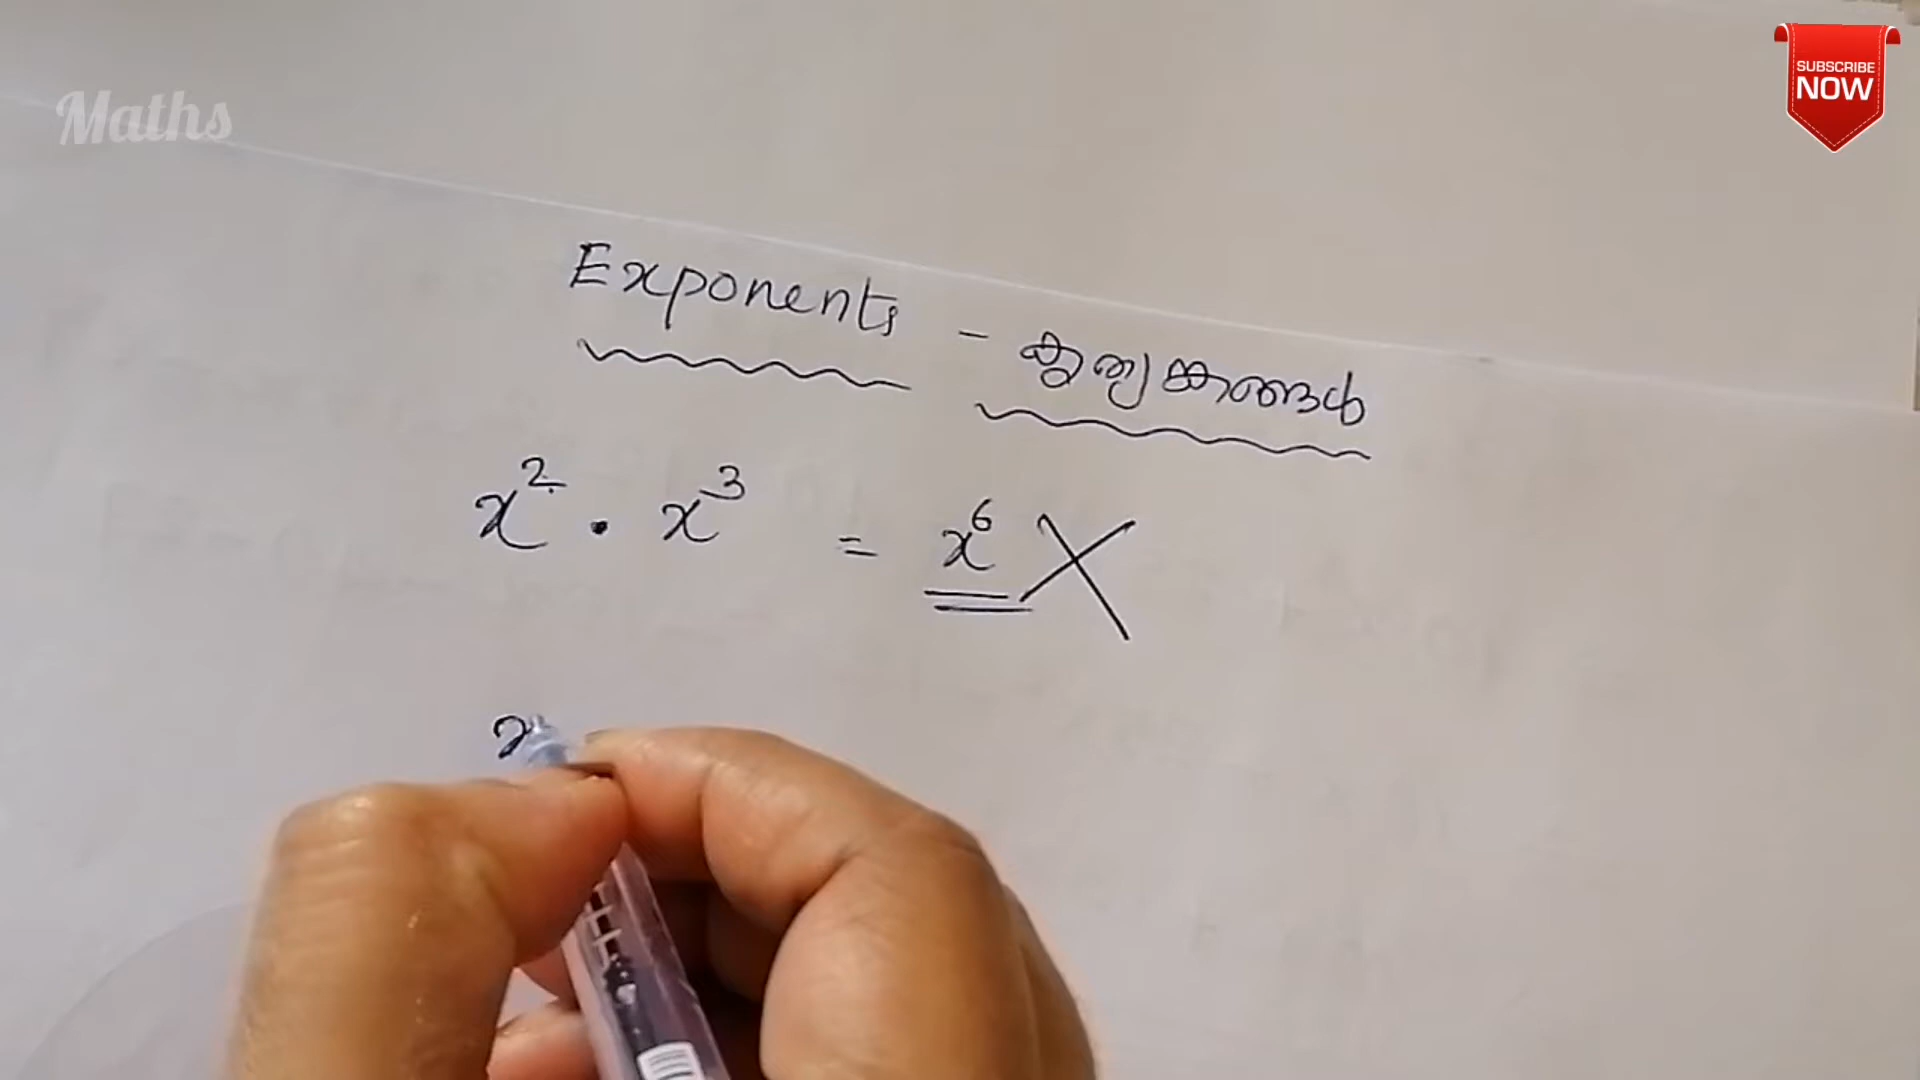 Maths
SUBSCRIBE
NOW
Exponents - കൃത്യങ്കങ്ങൾ
x² . x³ = x⁶ X
x